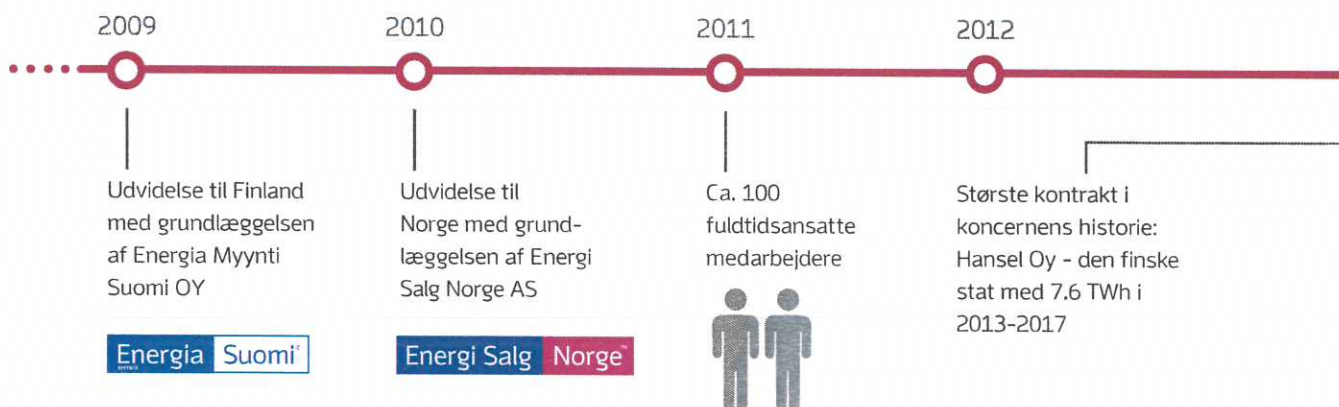 2009
2010
2011
2012
Udvidelse til Finland
med grundlæggelsen
af Energia Myynti
Suomi OY
Energia Suomi
Udvidelse til
Norge med grund-
læggelsen af Energi
Salg Norge AS
Energi Salg Norge™
Ca. 100
fuldtidsansatte
medarbejdere
Største kontrakt i
koncernens historie:
Hansel Oy - den finske
stat med 7.6 TWh i
2013-2017